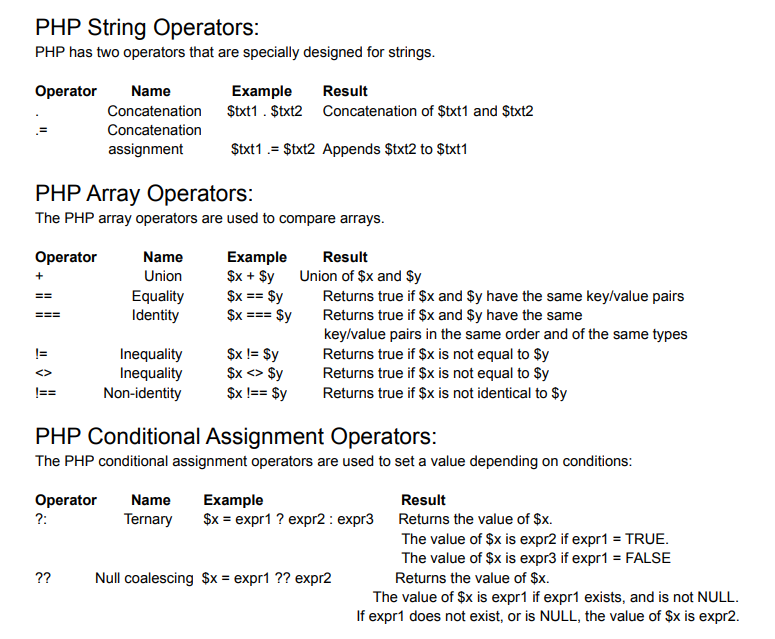 PHP String Operators:
PHP has two operators that are specially designed for strings.
Operator Name Example Result
. Concatenation $txt1 . $txt2 Concatenation of $txt1 and $txt2
.= Concatenation
assignment $txt1 .= $txt2 Appends $txt2 to $txt1
PHP Array Operators:
The PHP array operators are used to compare arrays.
Operator Name Example Result
+ Union $x + $y Union of $x and $y
== Equality $x == $y Returns true if $x and $y have the same key/value pairs
=== Identity $x === $y Returns true if $x and $y have the same
key/value pairs in the same order and of the same types
!= Inequality $x != $y Returns true if $x is not equal to $y
<> Inequality $x <> $y Returns true if $x is not equal to $y
!== Non-identity $x !== $y Returns true if $x is not identical to $y
PHP Conditional Assignment Operators:
The PHP conditional assignment operators are used to set a value depending on conditions:
Operator Name Example Result
?: Ternary $x = expr1 ? expr2 : expr3 Returns the value of $x.
The value of $x is expr2 if expr1 = TRUE.
The value of $x is expr3 if expr1 = FALSE
?? Null coalescing $x = expr1 ?? expr2 Returns the value of $x.
The value of $x is expr1 if expr1 exists, and is not NULL.
If expr1 does not exist, or is NULL, the value of $x is expr2.